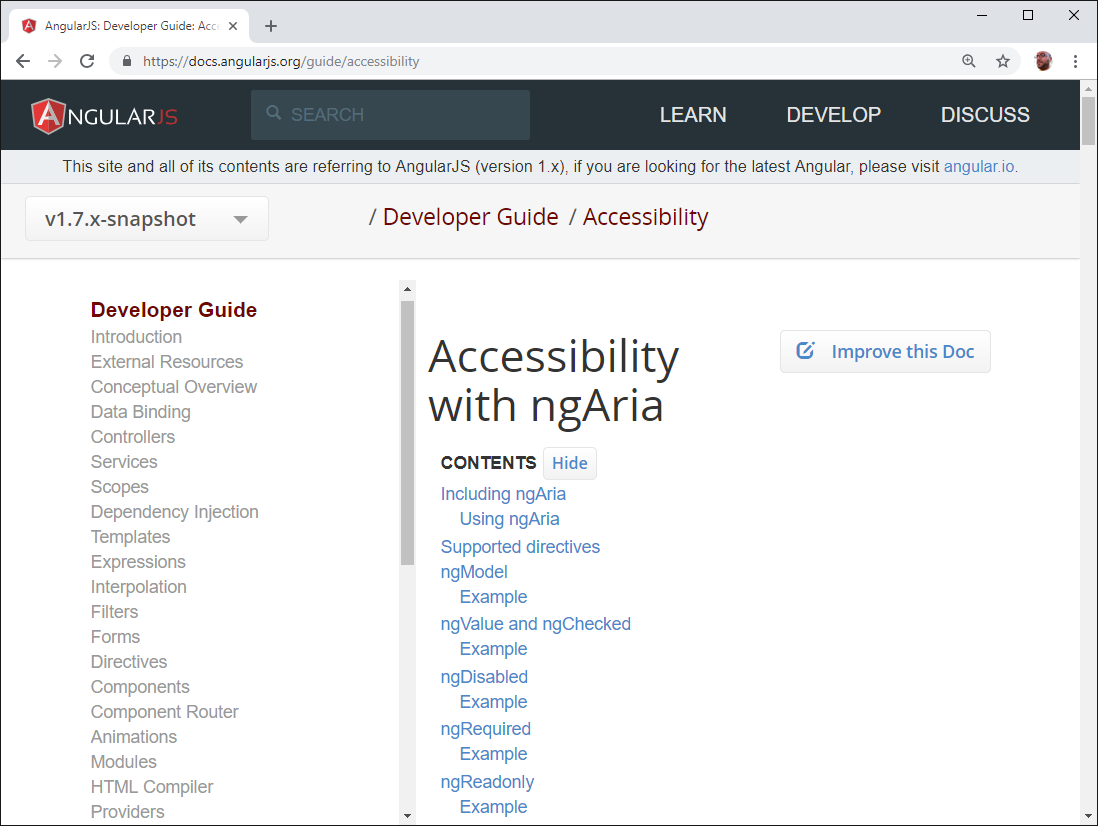 AngularJS: Developer Guide: Acce
https://docs.angularjs.org/guide/accessibility
ANGULARJS
SEARCH
LEARN
DEVELOP
DISCUSS
This site and all of its contents are referring to AngularJS (version 1.x), if you are looking for the latest Angular, please visit angular.io.
v1.7.x-snapshot
/ Developer Guide / Accessibility
Developer Guide
Introduction
External Resources
Conceptual Overview
Data Binding
Controllers
Services
Scopes
Dependency Injection
Templates
Expressions
Interpolation
Filters
Forms
Directives
Components
Component Router
Animations
Modules
HTML Compiler
Providers
Accessibility
with ngAria
Improve this Doc
CONTENTS Hide
Including ngAria
Using ngAria
Supported directives
ngModel
Example
ngValue and ngChecked
Example
ngDisabled
Example
ngRequired
Example
ngReadonly
Example